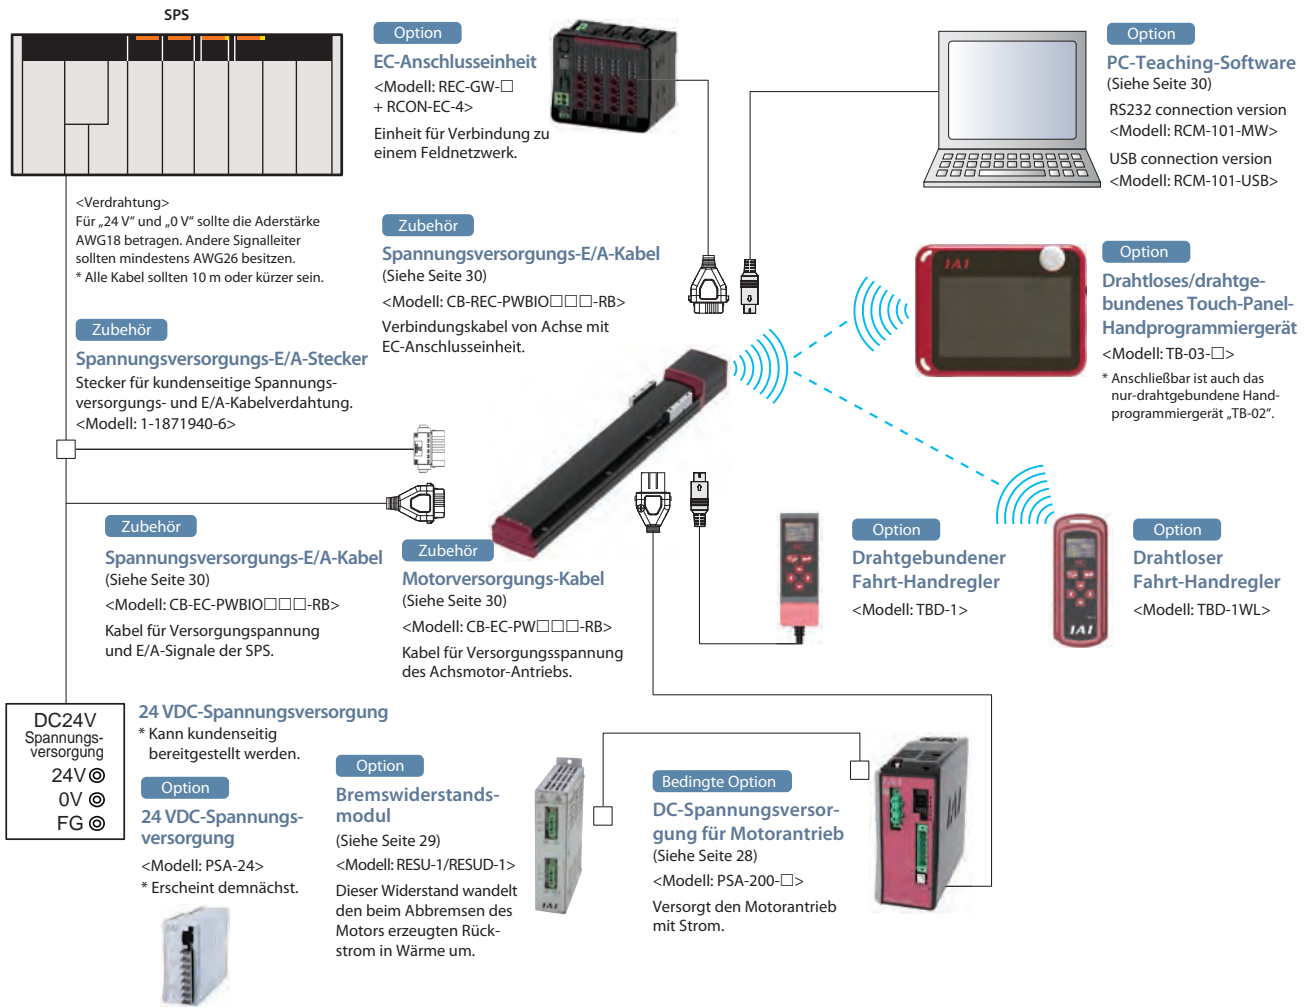 SPS
Option
EC-Anschlusseinheit
<Modell: REC-GW-□
+ RCON-EC-4>
Einheit für Verbindung zu
einem Feldnetzwerk.
Option
PC-Teaching-Software
(Siehe Seite 30)
RS232 connection version
<Modell: RCM-101-MW>
USB connection version
<Modell: RCM-101-USB>
<Verdrahtung>
Für „24 V“ und „0 V“ sollte die Aderstärke
AWG18 betragen. Andere Signalleiter
sollten mindestens AWG26 besitzen.
* Alle Kabel sollten 10 m oder kürzer sein.
Zubehör
Spannungsversorgungs-E/A-Kabel
(Siehe Seite 30)
<Modell: CB-REC-PWBIO□□□-RB>
Verbindungskabel von Achse mit
EC-Anschlusseinheit.
IAI
Option
Drahtloses/drahtge-
bundenes Touch-Panel-
Handprogrammiergerät
<Modell: TB-03-□>
* Anschließbar ist auch das
nur-drahtgebundene Hand-
programmiergerät „TB-02“.
Zubehör
Spannungsversorgungs-E/A-Stecker
Stecker für kundenseitige Spannungs-
versorgungs- und E/A-Kabelverdahtung.
<Modell: 1-1871940-6>
Zubehör
Spannungsversorgungs-E/A-Kabel
(Siehe Seite 30)
<Modell: CB-EC-PWBIO□□□-RB>
Kabel für Versorgungspannung
und E/A-Signale der SPS.
Zubehör
Motorversorgungs-Kabel
(Siehe Seite 30)
<Modell: CB-EC-PW□□□-RB>
Kabel für Versorgungsspannung
des Achsmotor-Antriebs.
Option
Drahtgebundener
Fahrt-Handregler
<Modell: TBD-1>
IAI
Option
Drahtloser
Fahrt-Handregler
<Modell: TBD-1WL>
DC24V
Spannungs-
versorgung
24V
0V
FG
24 VDC-Spannungsversorgung
* Kann kundenseitig
bereitgestellt werden.
Option
24 VDC-Spannungs-
versorgung
<Modell: PSA-24>
* Erscheint demnächst.
Option
Bremswiderstands-
modul
(Siehe Seite 29)
<Modell: RESU-1/RESUD-1>
Dieser Widerstand wandelt
den beim Abbremsen des
Motors erzeugten Rück-
strom in Wärme um.
IAI
Bedingte Option
DC-Spannungsversor-
gung für Motorantrieb
(Siehe Seite 28)
<Modell: PSA-200-□>
Versorgt den Motorantrieb
mit Strom.
IAI